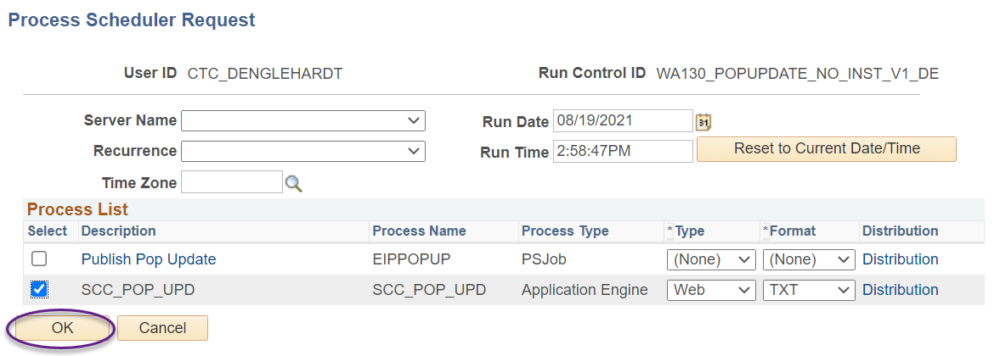 Process Scheduler Request
User ID CTC_DENGLEHARDT Run Control ID WA130_POPUPDATE_NO_INST_V1_DE
Server Name Run Date 08/19/2021 31
Recurrence Run Time 2:58:47PM Reset to Current Date/Time
Time Zone
Process List
Select Description Process Name Process Type *Type *Format Distribution
Publish Pop Update EIPPOPUP PSJob (None) (None) Distribution
SCC_POP_UPD SCC_POP_UPD Application Engine Web TXT Distribution
OK Cancel